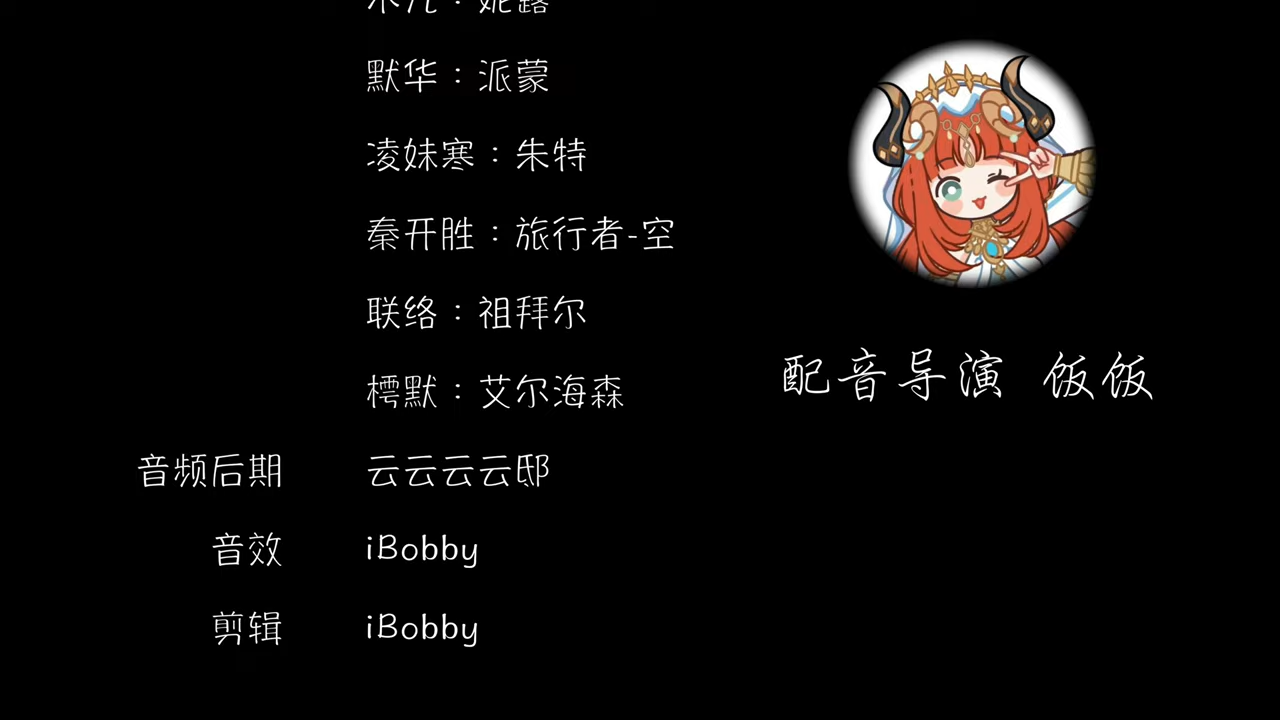 默华：派蒙
凌妹寒：朱特
秦开胜：旅行者-空
联络：祖拜尔
樗默：艾尔海森
配音导演 饭饭
音频后期 云云云云邸
音效 iBobby
剪辑 iBobby